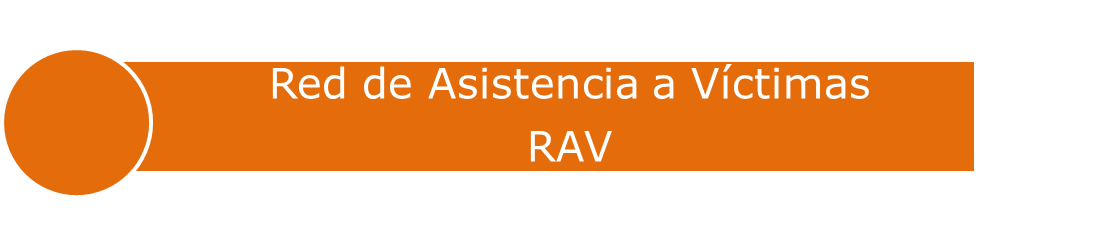 Red de Asistencia a Víctimas
RAV